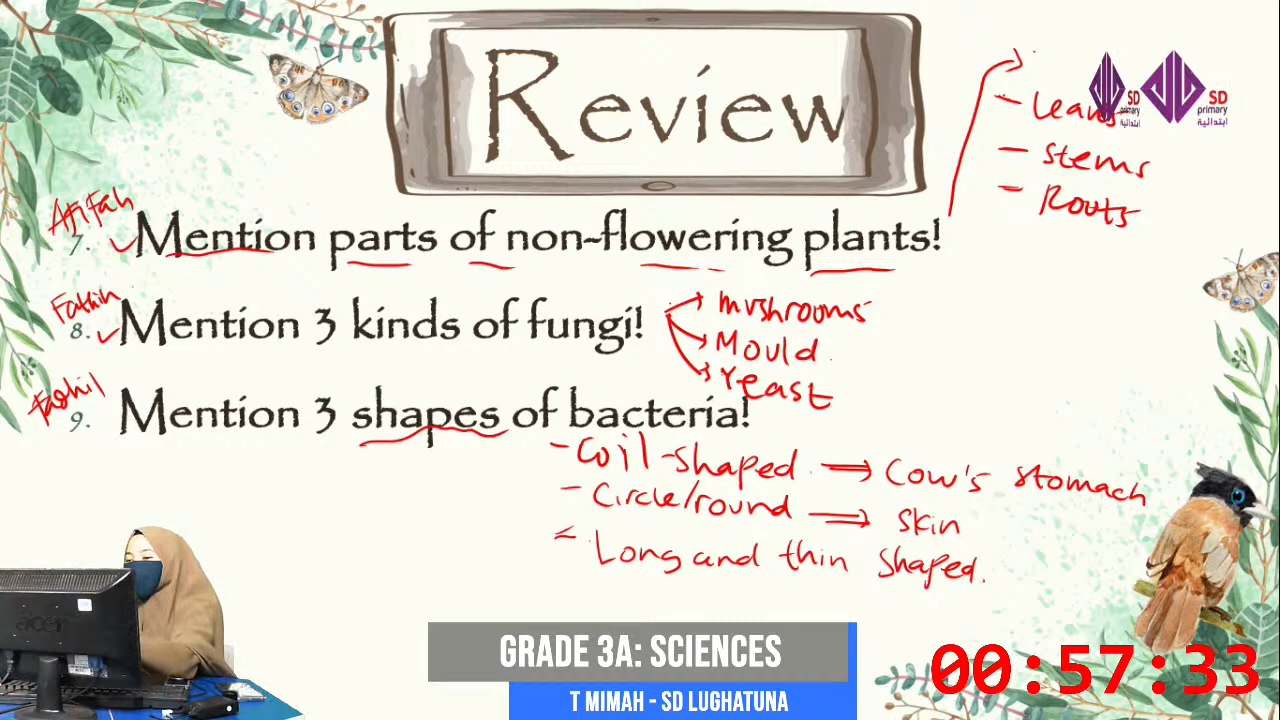 Review
SD
primary
ابتدائية
SD
primary
ابتدائية
- Stems
- Roots
Afifah
7. Mention parts of non-flowering plants!
Fathin
8. Mention 3 kinds of fungi!
mushrooms
Mould
Yeast
9. Mention 3 shapes of bacteria!
- Coil-shaped ⇒ Cow's stomach
- Circle/round ⇒ Skin
- Long and thin shaped.
acer
GRADE 3A: SCIENCES
T MIMAH - SD LUGHATUNA
00:57:33